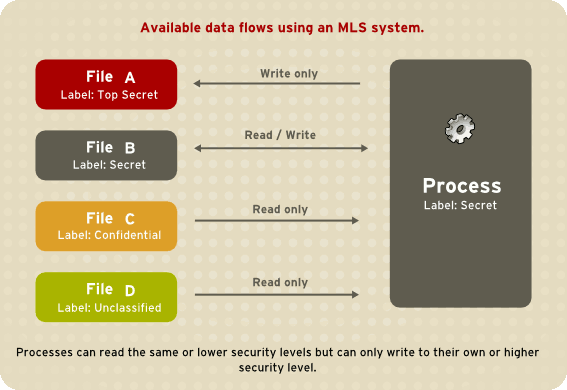 Available data flows using an MLS system.
File A
Label: Top Secret
Write only
File B
Label: Secret
Read / Write
File C
Label: Confidential
Read only
File D
Label: Unclassified
Read only
Process
Label: Secret
Processes can read the same or lower security levels but can only write to their own or higher
security level.